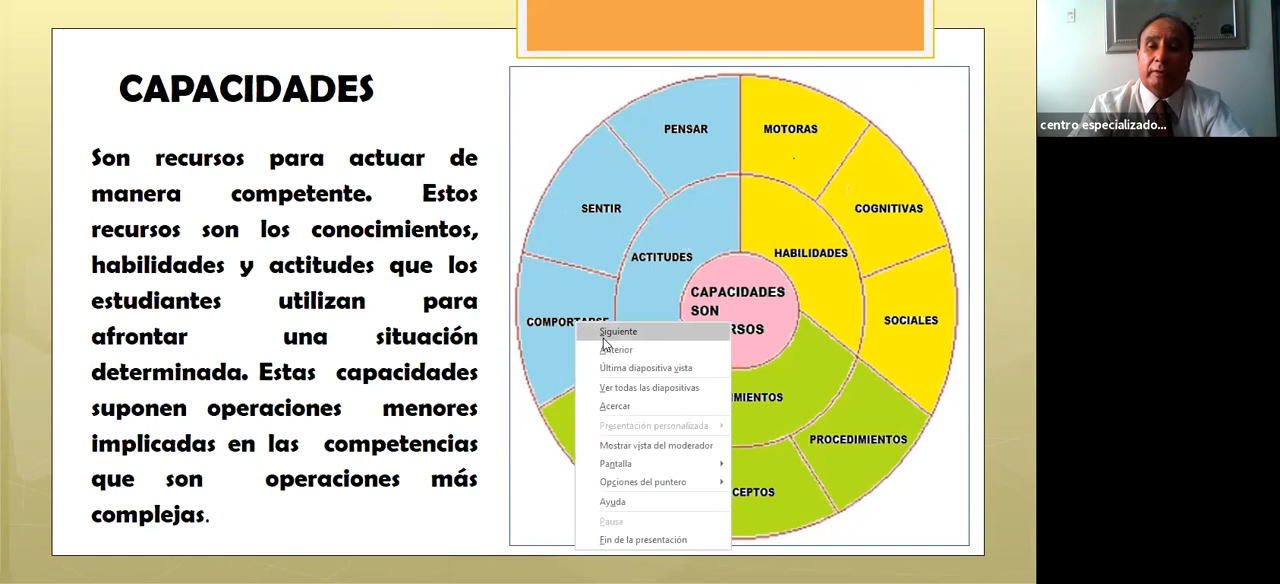 CAPACIDADES
Son recursos para actuar de
manera competente. Estos
recursos son los conocimientos,
habilidades y actitudes que los
estudiantes utilizan para
afrontar una situación
determinada. Estas capacidades
suponen operaciones menores
implicadas en las competencias
que son operaciones más
complejas.
PENSAR
MOTORAS
SENTIR
COGNITIVAS
ACTITUDES
HABILIDADES
CAPACIDADES
SON
SOCIALES
PROCEDIMIENTOS
Siguiente
Anterior
Última diapositiva vista
Ver todas las diapositivas
Acercar
Presentación personalizada
Mostrar vista del moderador
Pantalla
Opciones del puntero
Ayuda
Pausa
Fin de la presentación
centro especializado...